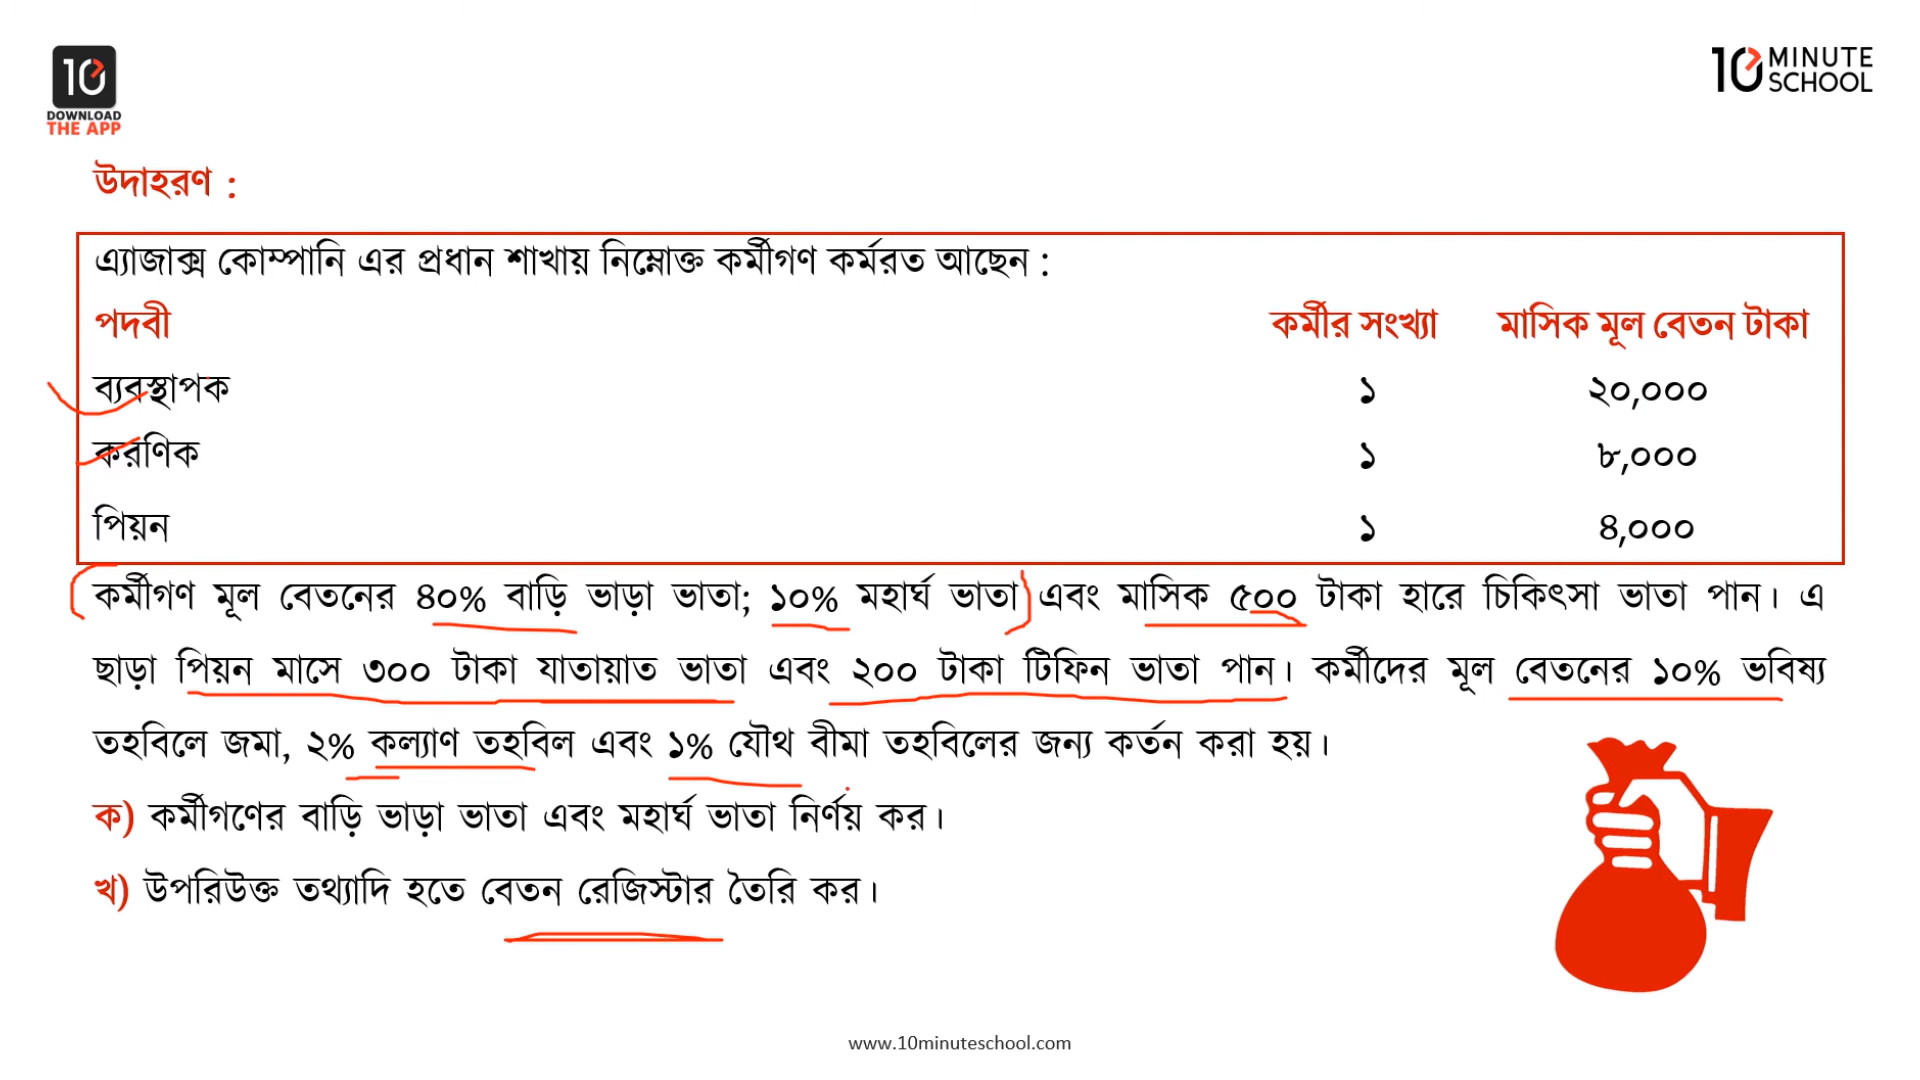 10
DOWNLOAD
THE APP
10 MINUTE
SCHOOL
উদাহরণ :
এ্যাজাক্স কোম্পানি এর প্রধান শাখায় নিম্নোক্ত কর্মীগণ কর্মরত আছেন :
পদবী কর্মীর সংখ্যা মাসিক মূল বেতন টাকা
ব্যবস্থাপক ১ ২০,০০০
করণিক ১ ৮,০০০
পিয়ন ১ ৪,০০০
কর্মীগণ মূল বেতনের ৪০% বাড়ি ভাড়া ভাতা; ১০% মহার্ঘ ভাতা এবং মাসিক ৫০০ টাকা হারে চিকিৎসা ভাতা পান। এ
ছাড়া পিয়ন মাসে ৩০০ টাকা যাতায়াত ভাতা এবং ২০০ টাকা টিফিন ভাতা পান। কর্মীদের মূল বেতনের ১০% ভবিষ্য
তহবিলে জমা, ২% কল্যাণ তহবিল এবং ১% যৌথ বীমা তহবিলের জন্য কর্তন করা হয়।
ক) কর্মীগণের বাড়ি ভাড়া ভাতা এবং মহার্ঘ ভাতা নির্ণয় কর।
খ) উপরিউক্ত তথ্যাদি হতে বেতন রেজিস্টার তৈরি কর।
www.10minuteschool.com